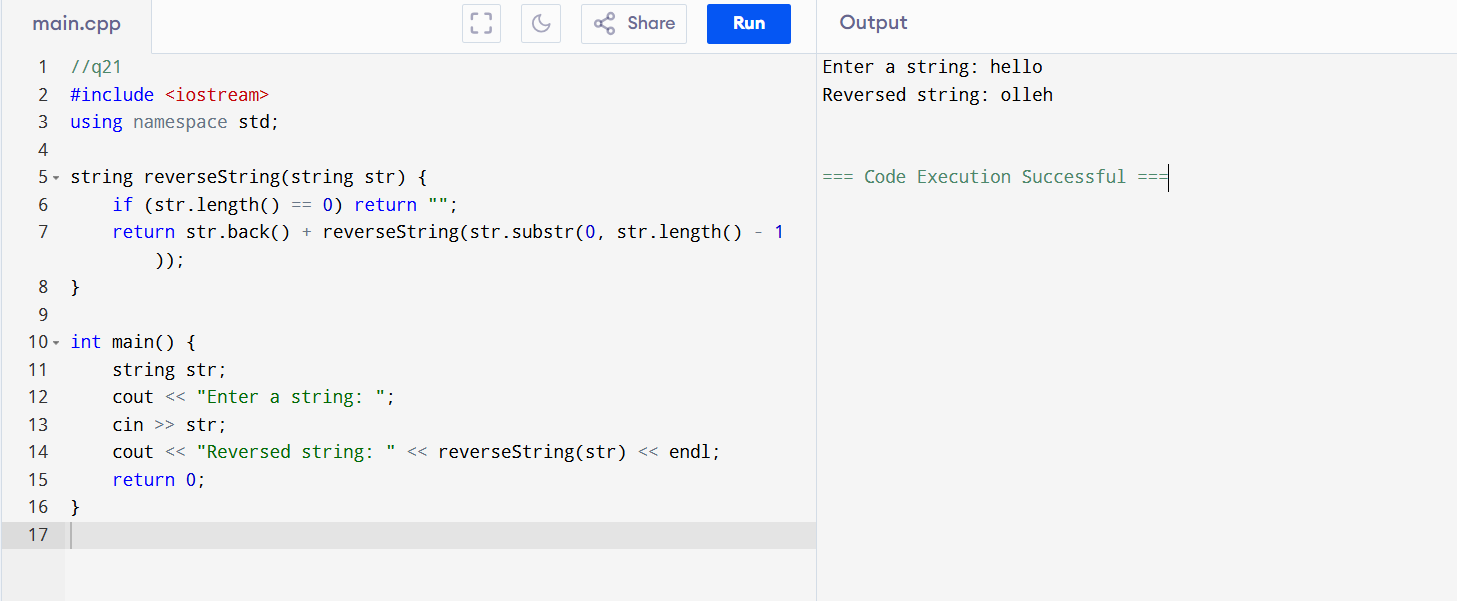 main.cpp
Share
Run
Output
1 //q21
2 #include <iostream>
3 using namespace std;
4
5 string reverseString(string str) {
6     if (str.length() == 0) return "";
7     return str.back() + reverseString(str.substr(0, str.length() - 1
        ));
8 }
9
10 int main() {
11     string str;
12     cout << "Enter a string: ";
13     cin >> str;
14     cout << "Reversed string: " << reverseString(str) << endl;
15     return 0;
16 }
17
Enter a string: hello
Reversed string: olleh
=== Code Execution Successful ===